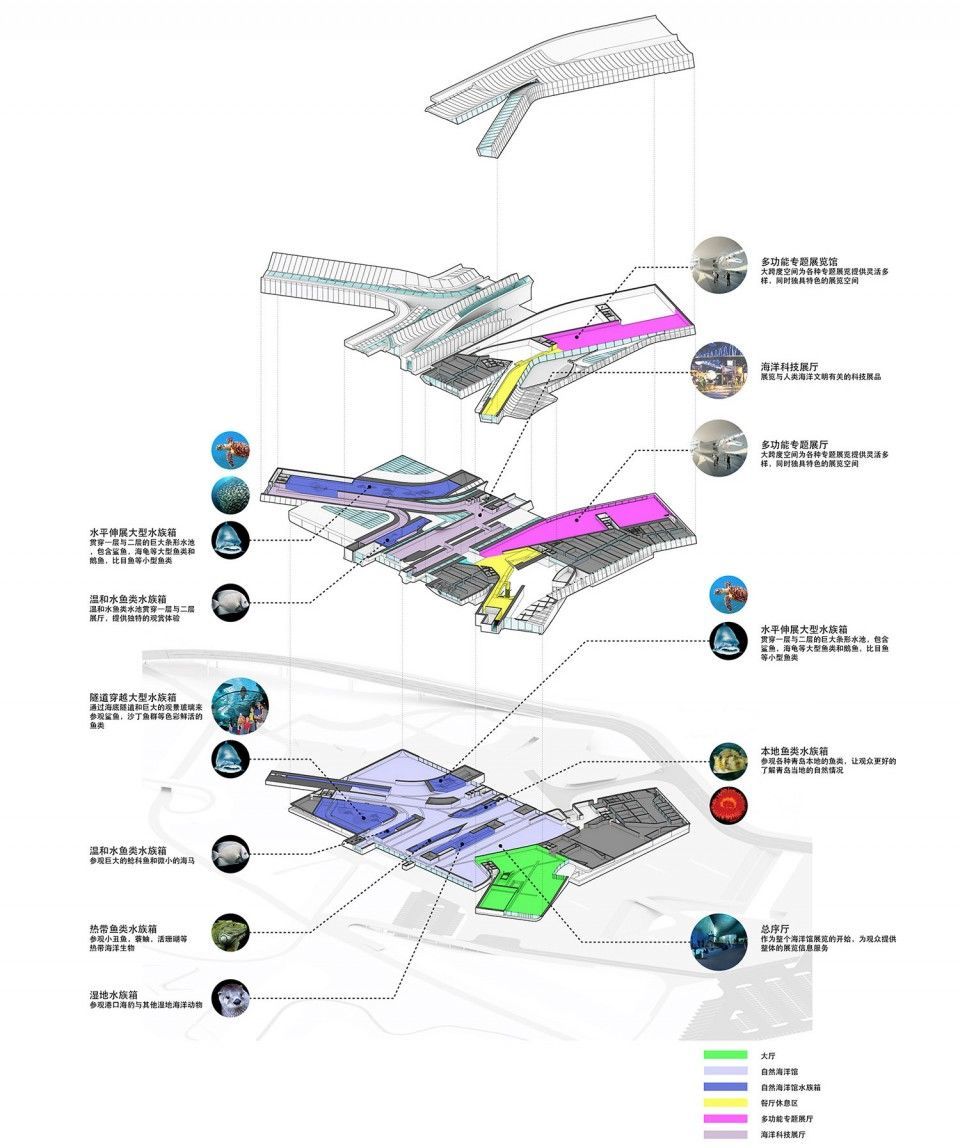 多功能专题展览馆
大跨度空间为各种专题展览提供灵活多
样，同时独具特色的展览空间
海洋科技展厅
展览与人类海洋文明有关的科技展品
多功能专题展厅
大跨度空间为各种专题展览提供灵活多
样，同时独具特色的展览空间
水平伸展大型水族箱
贯穿一层与二层的巨大条形水池
，包含鲨鱼，海龟等大型鱼类和
鹞鱼，比目鱼等小型鱼类
温和水鱼类水族箱
温和水鱼类水池贯穿一层与二层
展厅，提供独特的观赏体验
水平伸展大型水族箱
贯穿一层与二层的巨大条形水池，包含
鲨鱼，海龟等大型鱼类和鹞鱼，比目鱼
等小型鱼类
隧道穿越大型水族箱
通过海底隧道和巨大的观景玻璃来
参观鲨鱼，沙丁鱼群等色彩鲜活的
鱼类
本地鱼类水族箱
参观各种青岛本地的鱼类，让观众更好的
了解青岛当地的自然情况
温和水鱼类水族箱
参观巨大的鲶科鱼和微小的海马
热带鱼类水族箱
参观小丑鱼，蓑鲉，活珊瑚等
热带海洋生物
总序厅
作为整个海洋馆展览的开始，为观众提供
整体的展览信息服务
湿地水族箱
参观港口海豹与其他湿地海洋动物
大厅
自然海洋馆
自然海洋馆水族箱
餐厅休息区
多功能专题展厅
海洋科技展厅